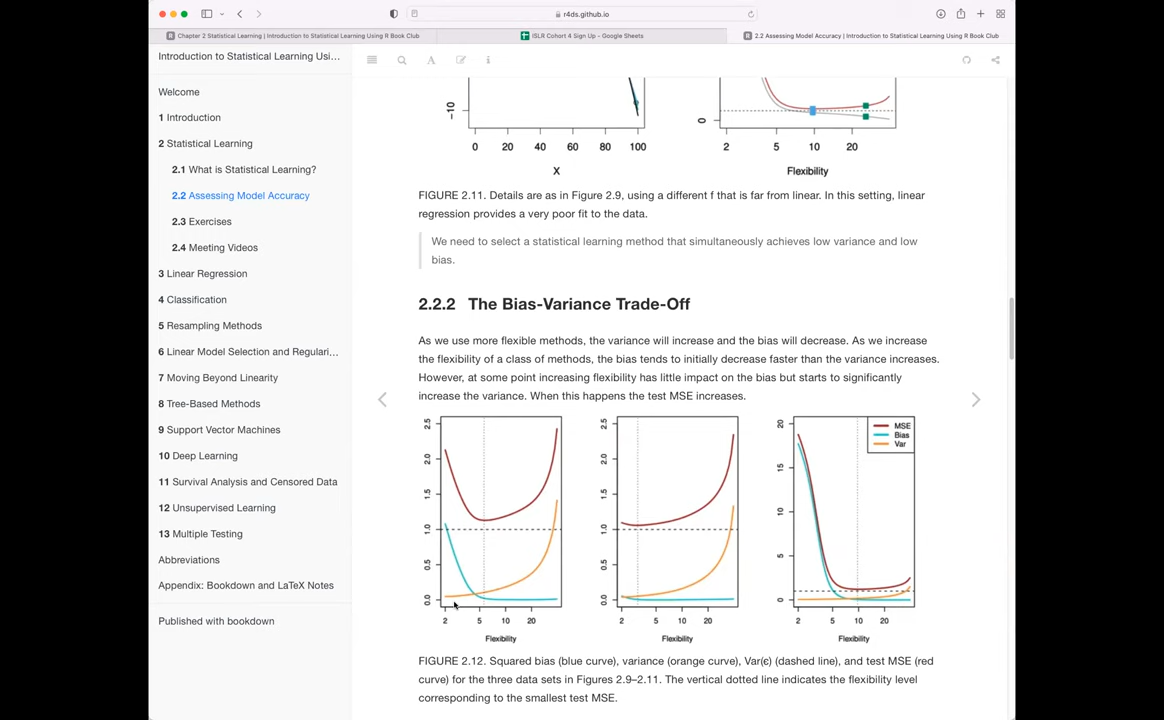 r4ds.github.io
Chapter 2 Statistical Learning | Introduction to Statistical Learning Using R Book Club
ISLR Cohort 4 Sign Up - Google Sheets
2.2 Assessing Model Accuracy | Introduction to Statistical Learning Using R Book Club
Introduction to Statistical Learning Usi...
Welcome
1 Introduction
2 Statistical Learning
2.1 What is Statistical Learning?
2.2 Assessing Model Accuracy
2.3 Exercises
2.4 Meeting Videos
3 Linear Regression
4 Classification
5 Resampling Methods
6 Linear Model Selection and Regulari...
7 Moving Beyond Linearity
8 Tree-Based Methods
9 Support Vector Machines
10 Deep Learning
11 Survival Analysis and Censored Data
12 Unsupervised Learning
13 Multiple Testing
Abbreviations
Appendix: Bookdown and LaTeX Notes
Published with bookdown
-10
0 20 40 60 80 100
X
0
2 5 10 20
Flexibility
FIGURE 2.11. Details are as in Figure 2.9, using a different f that is far from linear. In this setting, linear
regression provides a very poor fit to the data.
We need to select a statistical learning method that simultaneously achieves low variance and low
bias.
2.2.2 The Bias-Variance Trade-Off
As we use more flexible methods, the variance will increase and the bias will decrease. As we increase
the flexibility of a class of methods, the bias tends to initially decrease faster than the variance increases.
However, at some point increasing flexibility has little impact on the bias but starts to significantly
increase the variance. When this happens the test MSE increases.
2.5
2.0
1.5
1.0
0.5
0.0
2 5 10 20
Flexibility
2.5
2.0
1.5
1.0
0.5
0.0
2 5 10 20
Flexibility
20
15
10
5
0
MSE
Bias
Var
2 5 10 20
Flexibility
FIGURE 2.12. Squared bias (blue curve), variance (orange curve), Var(ϵ) (dashed line), and test MSE (red
curve) for the three data sets in Figures 2.9–2.11. The vertical dotted line indicates the flexibility level
corresponding to the smallest test MSE.